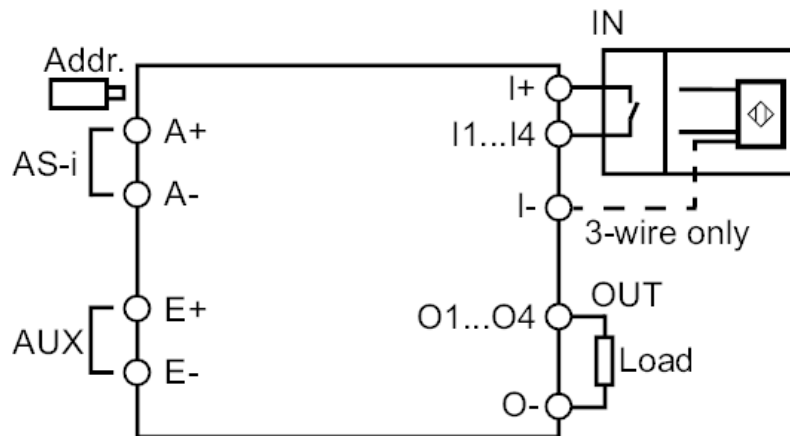 IN
Addr.
I+
A+
I1...I4
AS-i
A-
I-
3-wire only
E+
O1...O4
OUT
AUX
Load
E-
O-